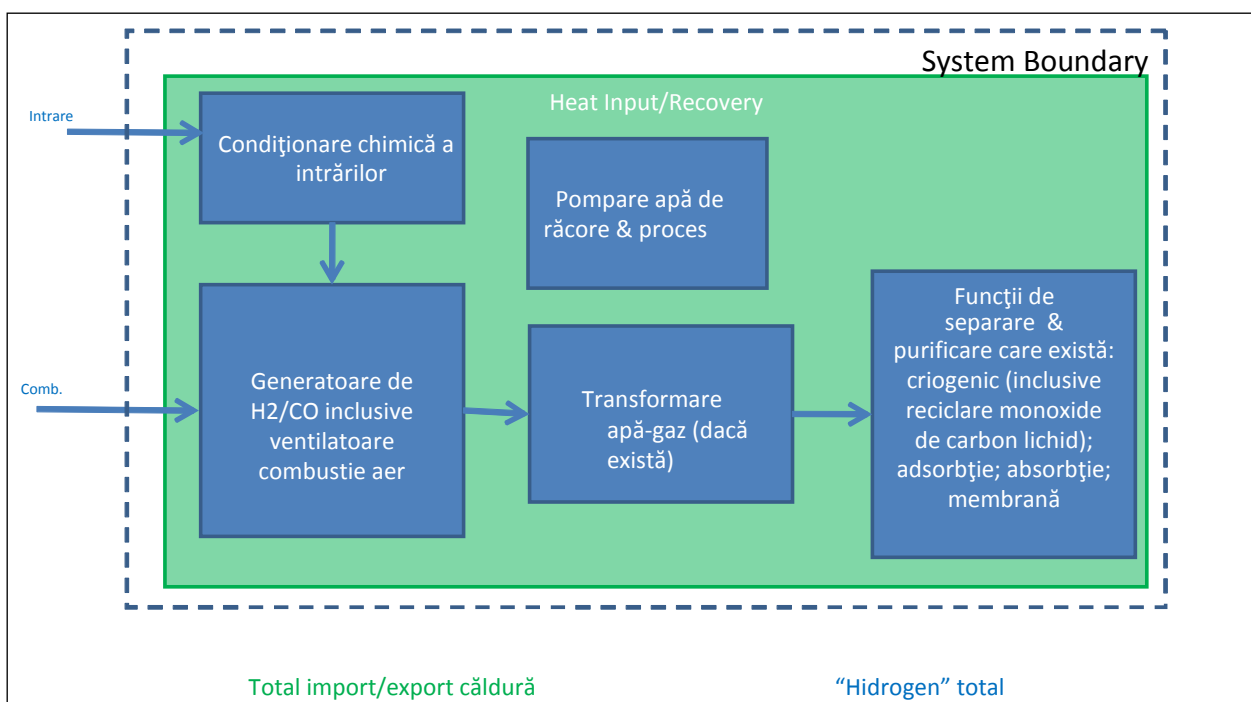 System Boundary
Heat Input/Recovery
Intrare
Condiţionare chimică a
intrărilor
Pompare apă de
răcore & proces
Comb.
Generatoare de
H2/CO inclusive
ventilatoare
combustie aer
Transformare
apă-gaz (dacă
există)
Funcţii de
separare &
purificare care există:
criogenic (inclusive
reciclare monoxide
de carbon lichid);
adsorbţie; absorbţie;
membrană
Total import/export căldură
“Hidrogen” total